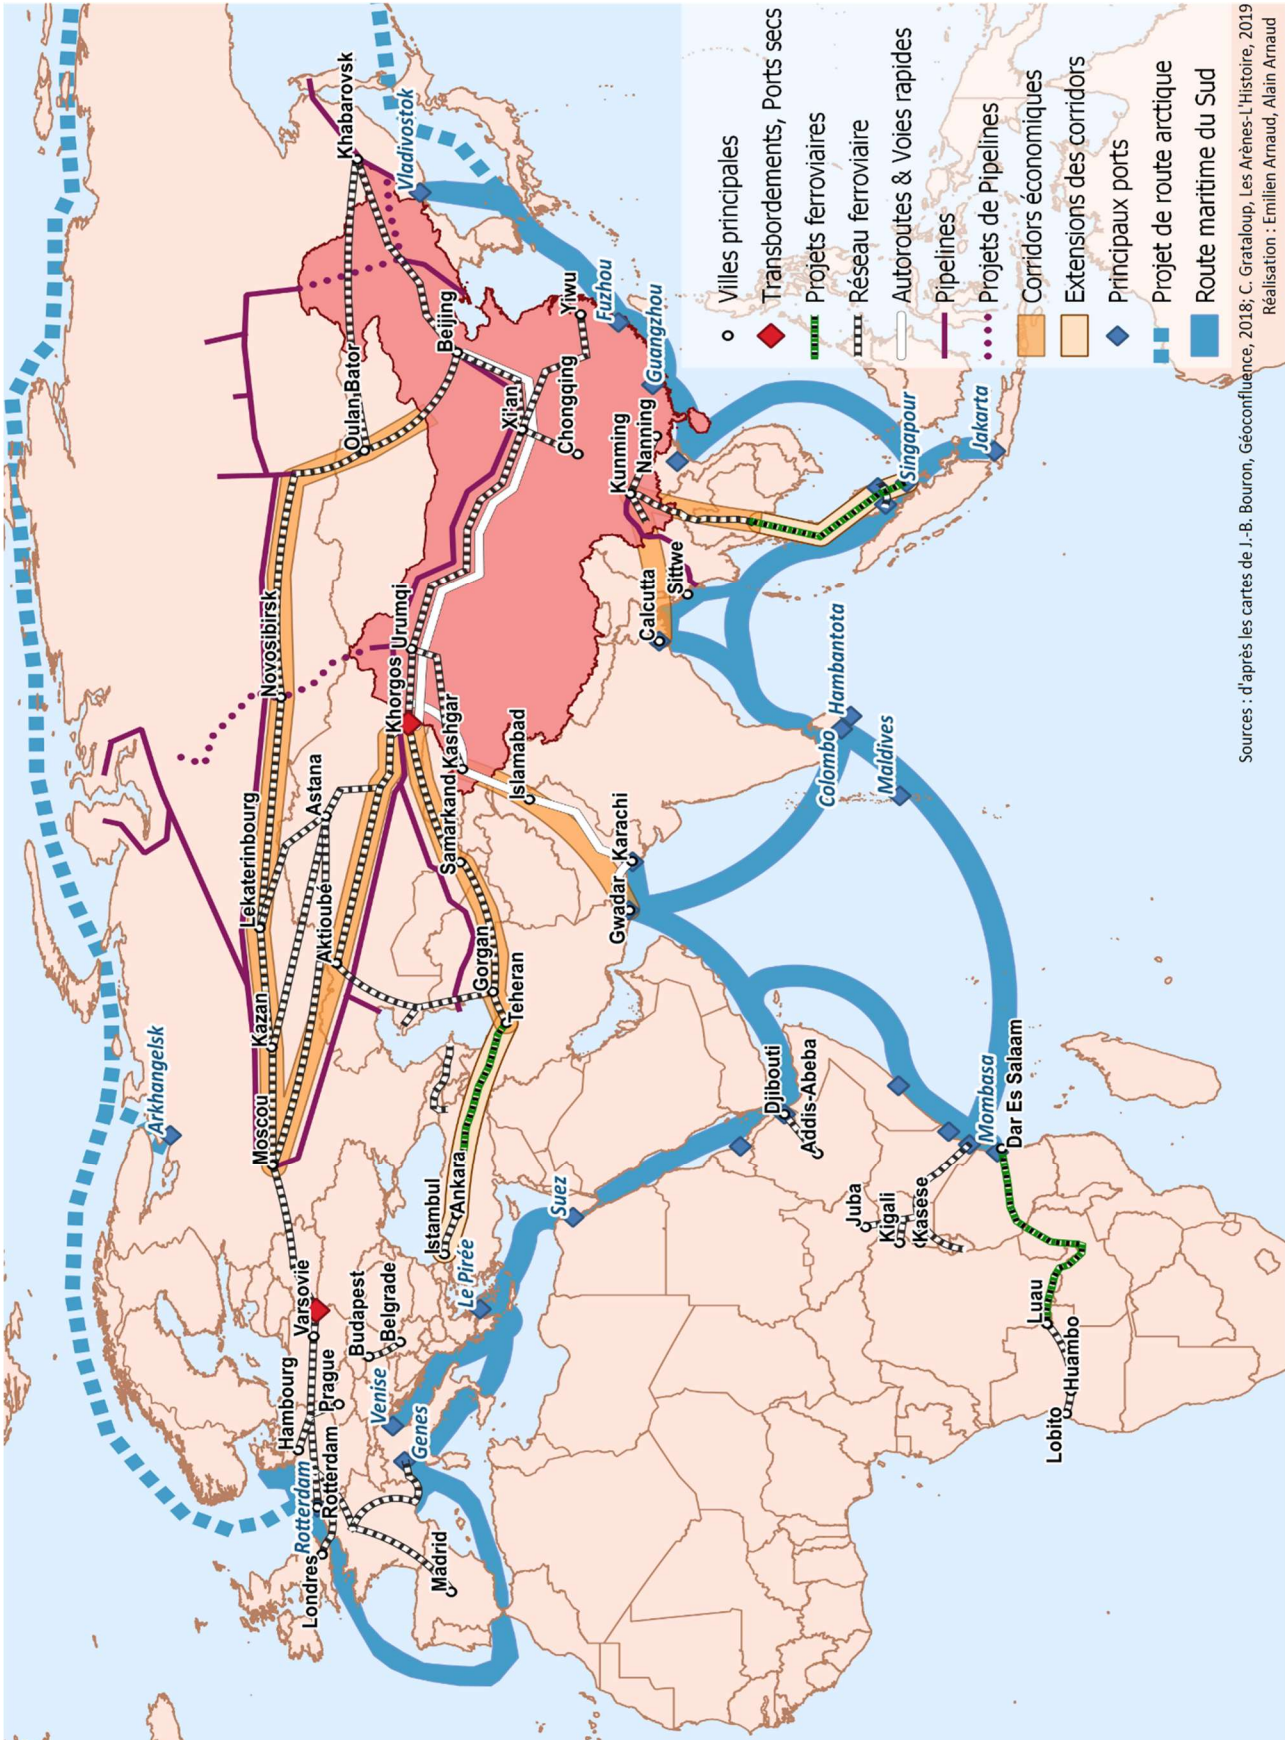 Arkhangelsk
Vladivostok
Khabarovsk
Londres
Rotterdam
Rotterdam
Hambourg
Prague
Varsovie
Moscou
Kazan
Lekaterinbourg
Astana
Aktioubé
Novosibirsk
Oulan Bator
Beijing
Madrid
Genes
Venise
Budapest
Belgrade
Le Pirée
Istambul
Ankara
Teheran
Gorgan
Samarkand
Kashgar
Khorgos
Urumqi
Xi'an
Chongqing
Yiwu
Fuzhou
Guangzhou
Kunming
Nanning
Islamabad
Gwadar
Karachi
Calcutta
Sittwe
Suez
Djibouti
Addis-Abeba
Juba
Kigali
Kasese
Mombasa
Dar Es Salaam
Luau
Huambo
Lobito
Colombo
Hambantota
Maldives
Singapour
Jakarta
Villes principales
Transbordements, Ports secs
Projets ferroviaires
Réseau ferroviaire
Autoroutes & Voies rapides
Pipelines
Projets de Pipelines
Corridors économiques
Extensions des corridors
Principaux ports
Projet de route arctique
Route maritime du Sud
Sources : d'après les cartes de J.-B. Bouron, Géoconfluence, 2018; C. Grataloup, Les Arènes-L'Histoire, 2019
Réalisation : Emilien Arnaud, Alain Arnaud